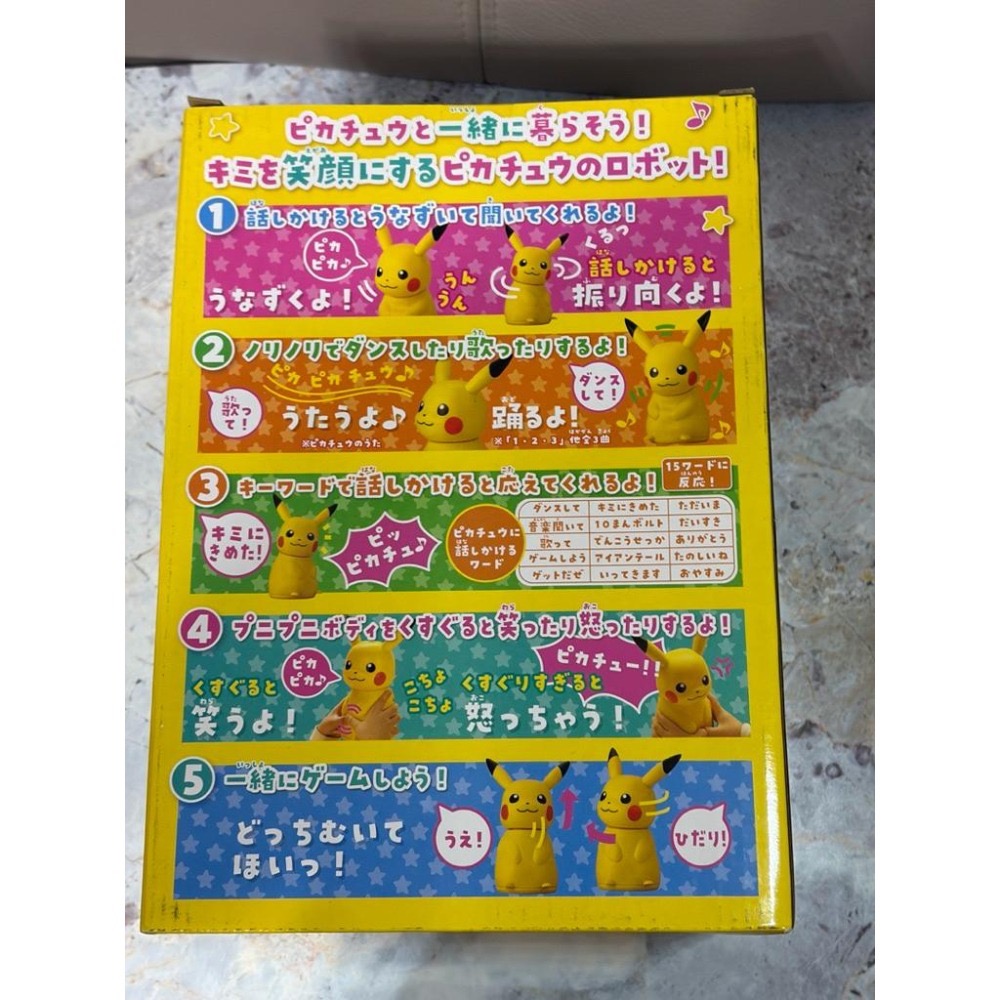 ピカチュウと一緒に暮らそう！
キミを笑顔にするピカチュウのロボット！
1 話しかけるとうなずいて聞いてくれるよ！
ピカ
ピカ♪
うなずくよ！
うん
うん
くるっ
話しかけると
振り向くよ！
2 ノリノリでダンスしたり歌ったりするよ！
ピカ ピカ チュウ♪
歌っ
て！
うたうよ♪
※ピカチュウのうた
踊るよ！
※「1・2・3」他全3曲
ダンス
して！
3 キーワードで話しかけると応えてくれるよ！
15ワードに
反応！
キミに
きめた！
ピッ
ピカチュ♪
ピカチュウに
話しかける
ワード
ダンスして キミにきめた ただいま
音楽聞いて 10まんボルト だいすき
歌って でんこうせっか ありがとう
ゲームしよう アイアンテール たのしいね
ゲットだぜ いってきます おやすみ
4 プニプニボディをくすぐると笑ったり怒ったりするよ！
ピカ
ピカ♪
くすぐると
笑うよ！
こちょ
こちょ
ピカチュー!!
くすぐりすぎると
怒っちゃう！
5 一緒にゲームしよう！
どっちむいて
ほいっ！
うえ！
ひだり！